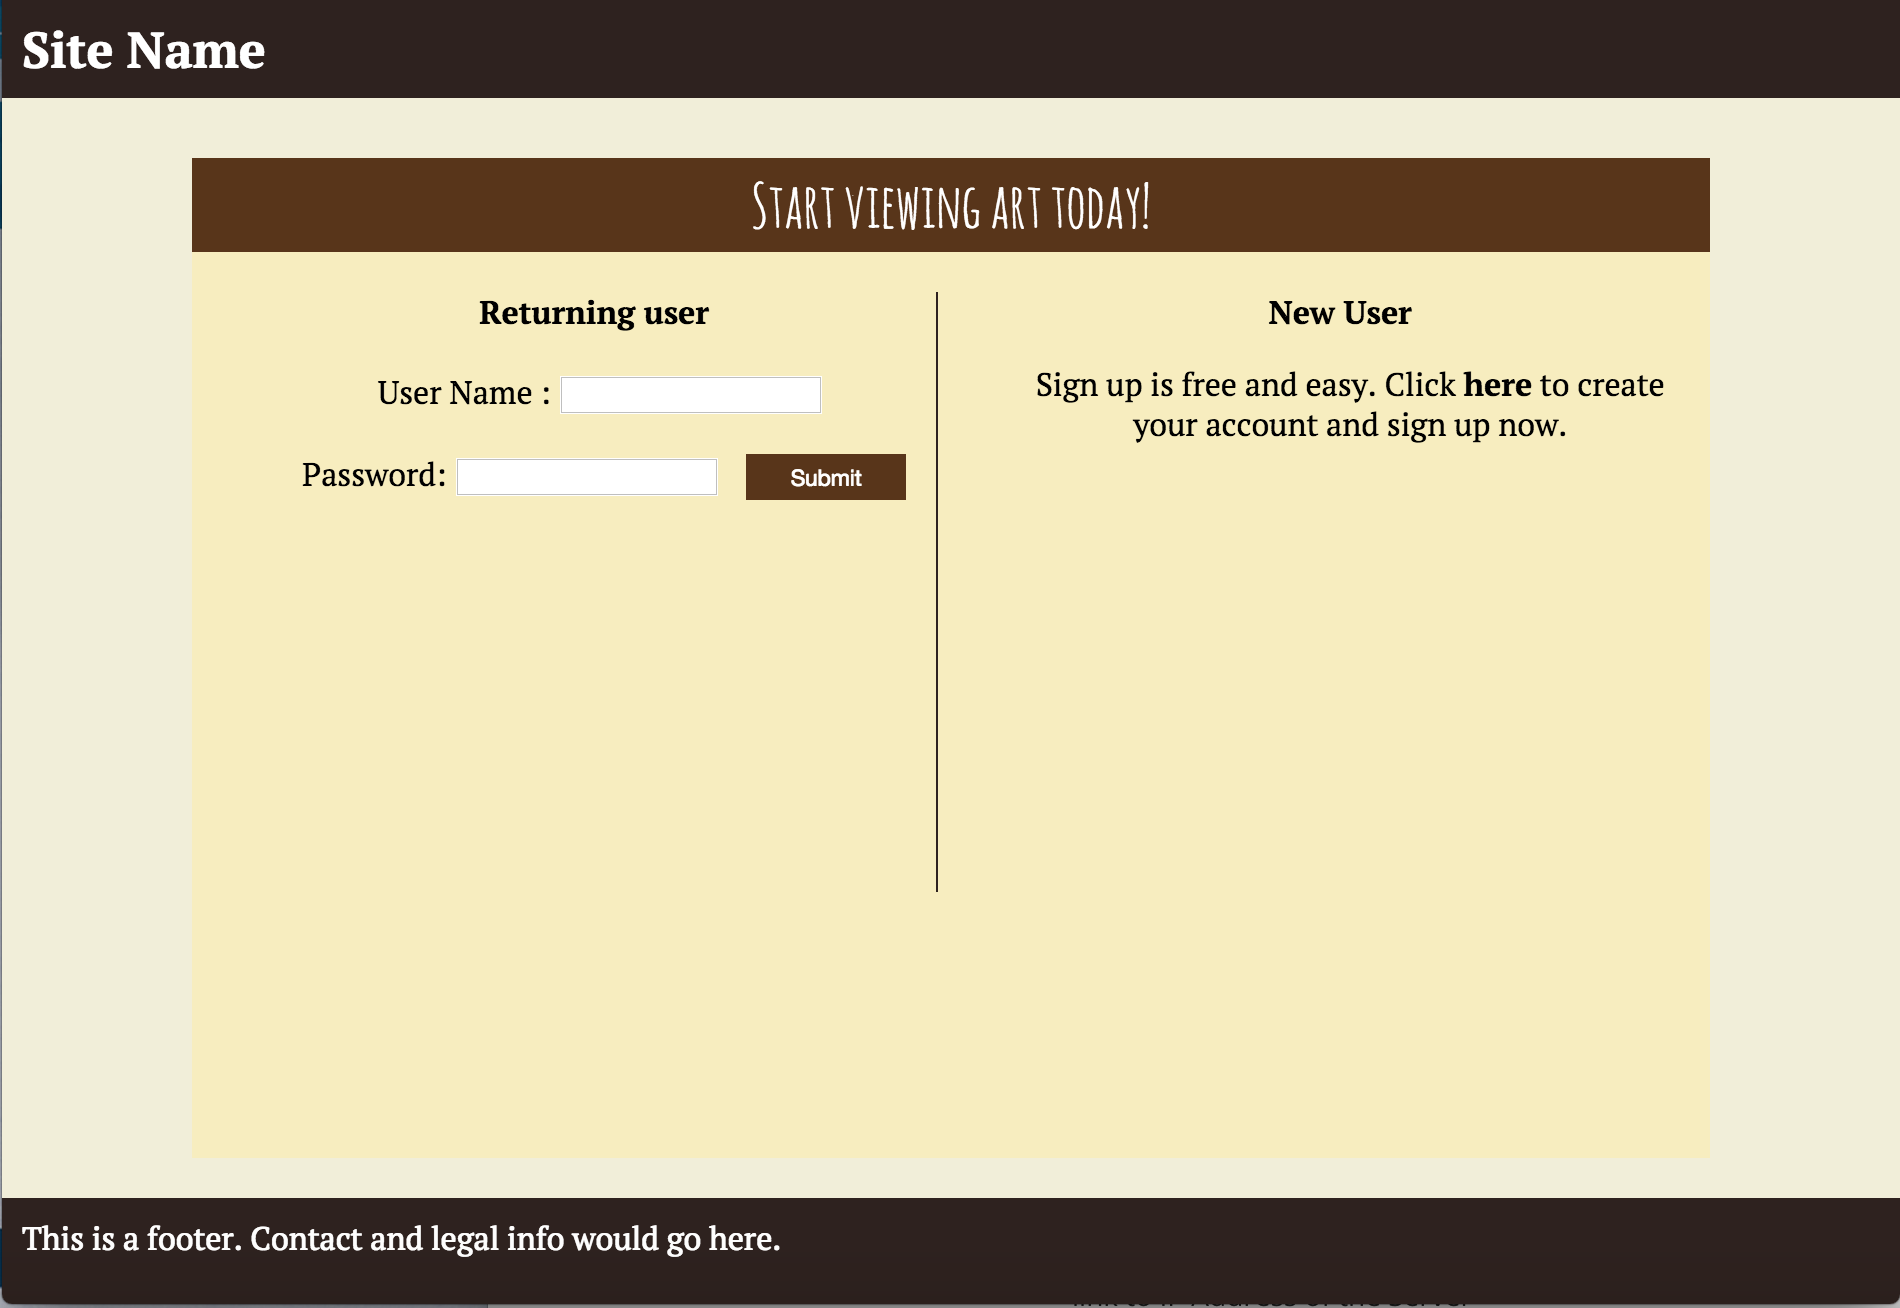 Site Name
Start viewing art today!
Returning user
User Name :
Password:
Submit
New User
Sign up is free and easy. Click here to create
your account and sign up now.
This is a footer. Contact and legal info would go here.